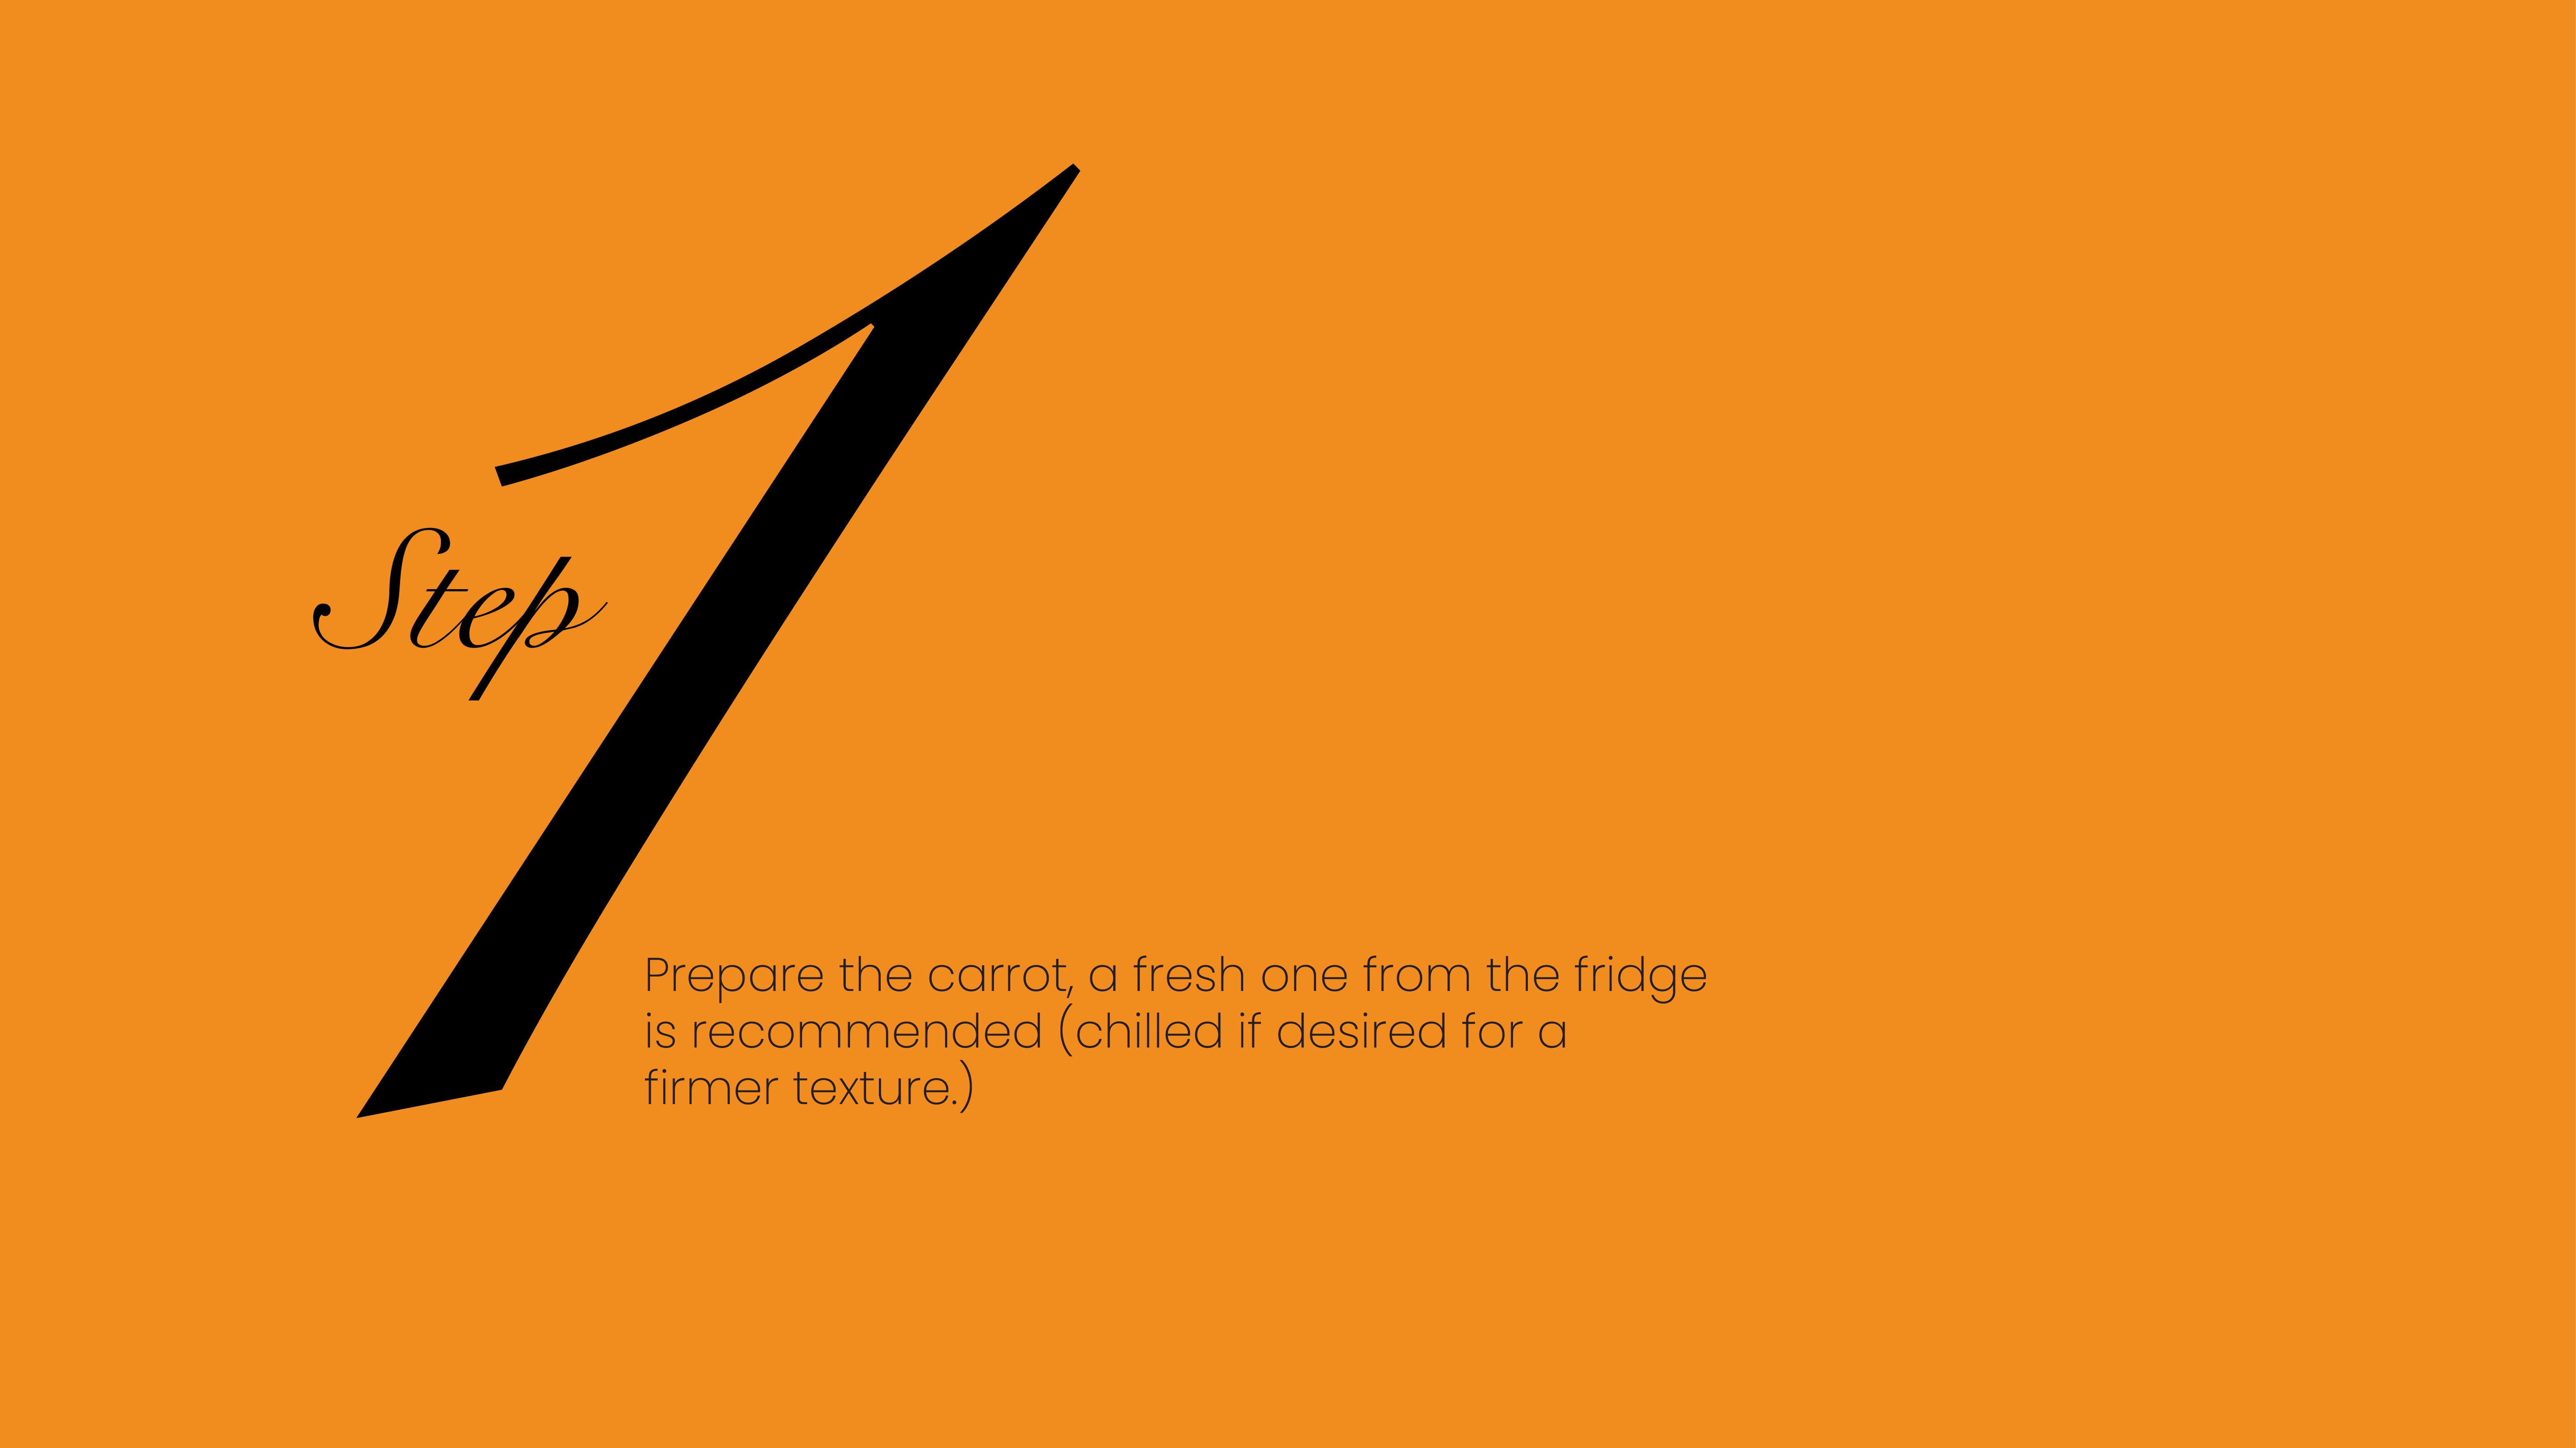 Step
1
Prepare the carrot, a fresh one from the fridge
is recommended (chilled if desired for a
firmer texture.)